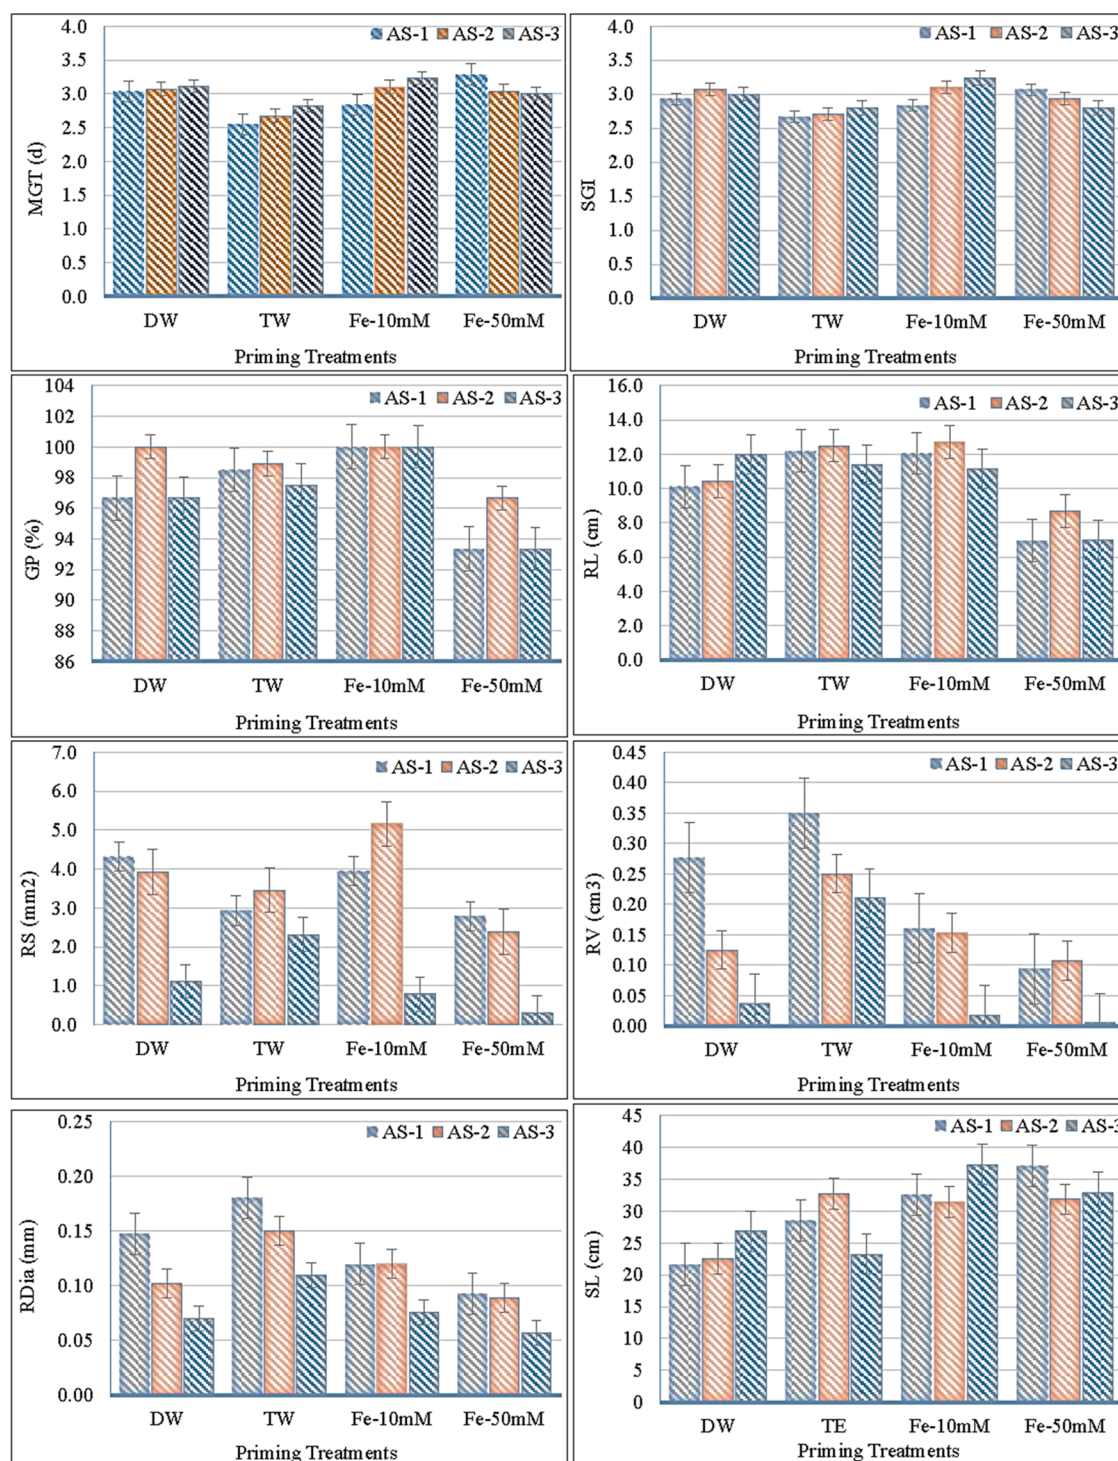 4.0
AS-1 AS-2 AS-3
3.5
3.0
2.5
2.0
1.5
1.0
0.5
0.0
MGT (d)
DW TW Fe-10mM Fe-50mM
Priming Treatments
4.0
AS-1 AS-2 AS-3
3.5
3.0
2.5
2.0
1.5
1.0
0.5
0.0
SGI
DW TW Fe-10mM Fe-50mM
Priming Treatments
104
AS-1 AS-2 AS-3
102
100
98
96
94
92
90
88
86
GP (%)
DW TW Fe-10mM Fe-50mM
Priming Treatments
16.0
AS-1 AS-2 AS-3
14.0
12.0
10.0
8.0
6.0
4.0
2.0
0.0
RL (cm)
DW TW Fe-10mM Fe-50mM
Priming Treatments
7.0
AS-1 AS-2 AS-3
6.0
5.0
4.0
3.0
2.0
1.0
0.0
RS (mm2)
DW TW Fe-10mM Fe-50mM
Priming Treatments
0.45
AS-1 AS-2 AS-3
0.40
0.35
0.30
0.25
0.20
0.15
0.10
0.05
0.00
RV (cm3)
DW TW Fe-10mM Fe-50mM
Priming Treatments
0.25
AS-1 AS-2 AS-3
0.20
0.15
0.10
0.05
0.00
RDia (mm)
DW TW Fe-10mM Fe-50mM
Priming Treatments
45
AS-1 AS-2 AS-3
40
35
30
25
20
15
10
5
0
SL (cm)
DW TE Fe-10mM Fe-50mM
Priming Treatments